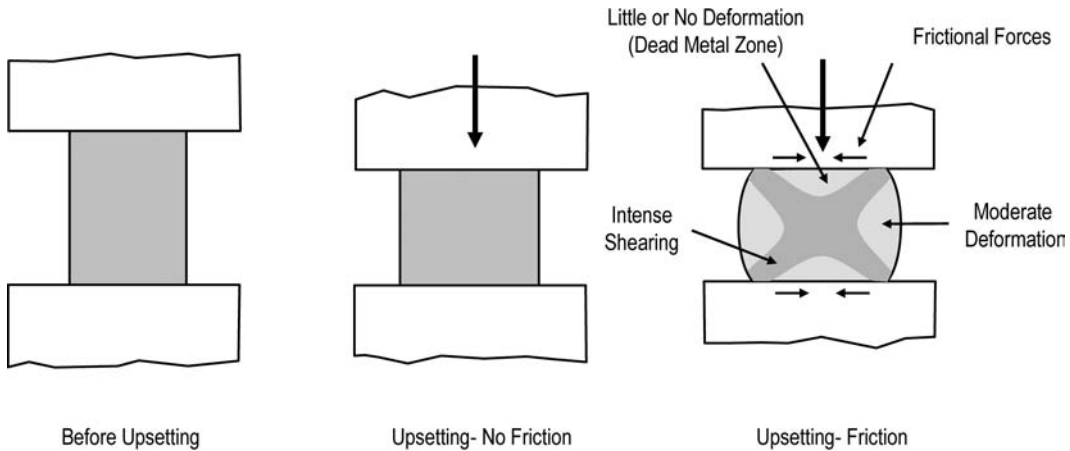 Little or No Deformation
(Dead Metal Zone)
Frictional Forces
Intense
Shearing
Moderate
Deformation
Before Upsetting
Upsetting- No Friction
Upsetting- Friction